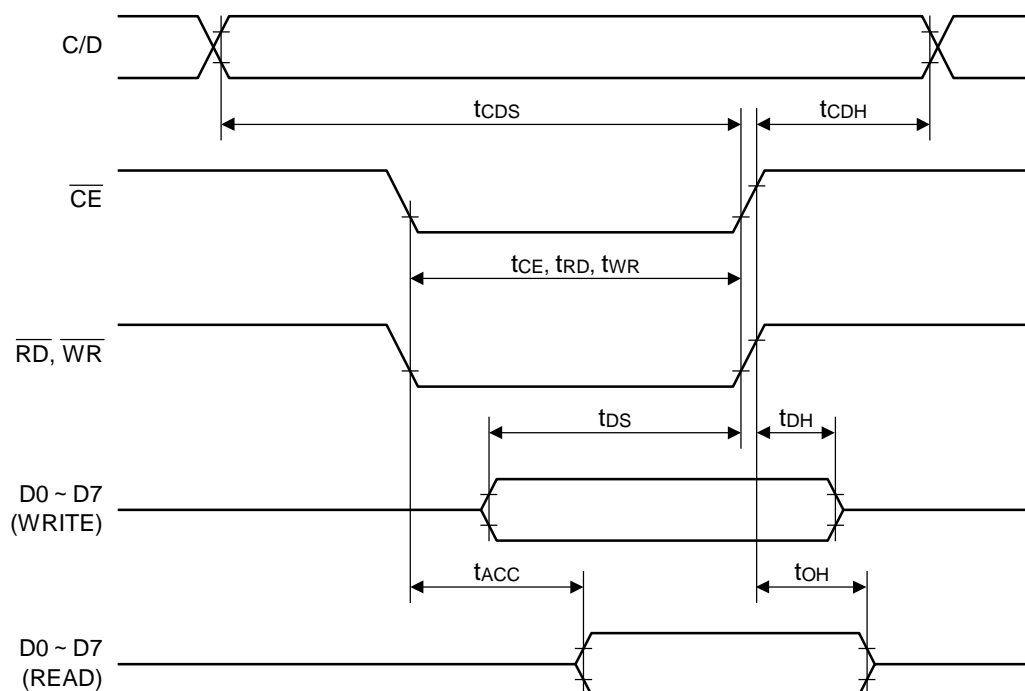 C/D
tCDS
tCDH
CE
tCE, tRD, tWR
RD, WR
tDS
tDH
D0 ~ D7
(WRITE)
tACC
tOH
D0 ~ D7
(READ)